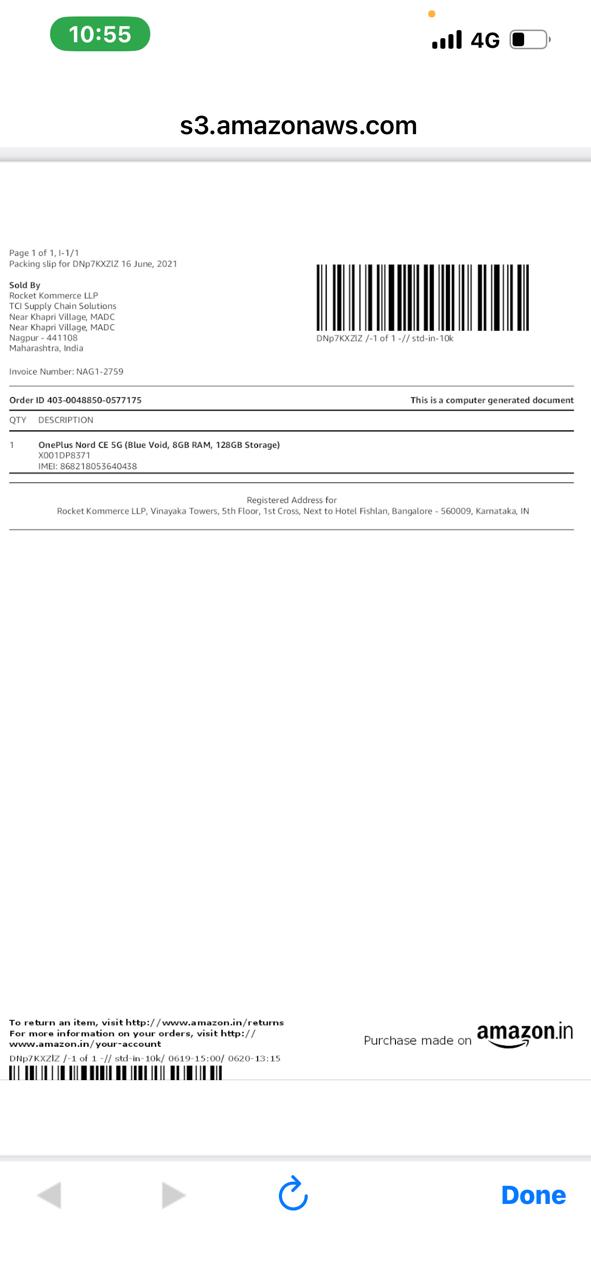 10:55
4G
s3.amazonaws.com
Page 1 of 1, I-1/1
Packing slip for DNp7KXZlZ 16 June, 2021
Sold By
Rocket Kommerce LLP
TCI Supply Chain Solutions
Near Khapri Village, MADC
Near Khapri Village, MADC
Nagpur - 441108
Maharashtra, India
DNp7KXZlZ /-1 of 1 -// std-in-10k
Invoice Number: NAG1-2759
Order ID 403-0048850-0577175 This is a computer generated document
QTY DESCRIPTION
1 OnePlus Nord CE 5G (Blue Void, 8GB RAM, 128GB Storage)
X001DP8371
IMEI: 868218053640438
Registered Address for
Rocket Kommerce LLP, Vinayaka Towers, 5th Floor, 1st Cross, Next to Hotel Fishlan, Bangalore - 560009, Karnataka, IN
To return an item, visit http://www.amazon.in/returns
For more information on your orders, visit http://
www.amazon.in/your-account
DNp7KXZlZ /-1 of 1 -// std-in-10k/ 0619-15:00/ 0620-13:15
Purchase made on amazon.in
Done